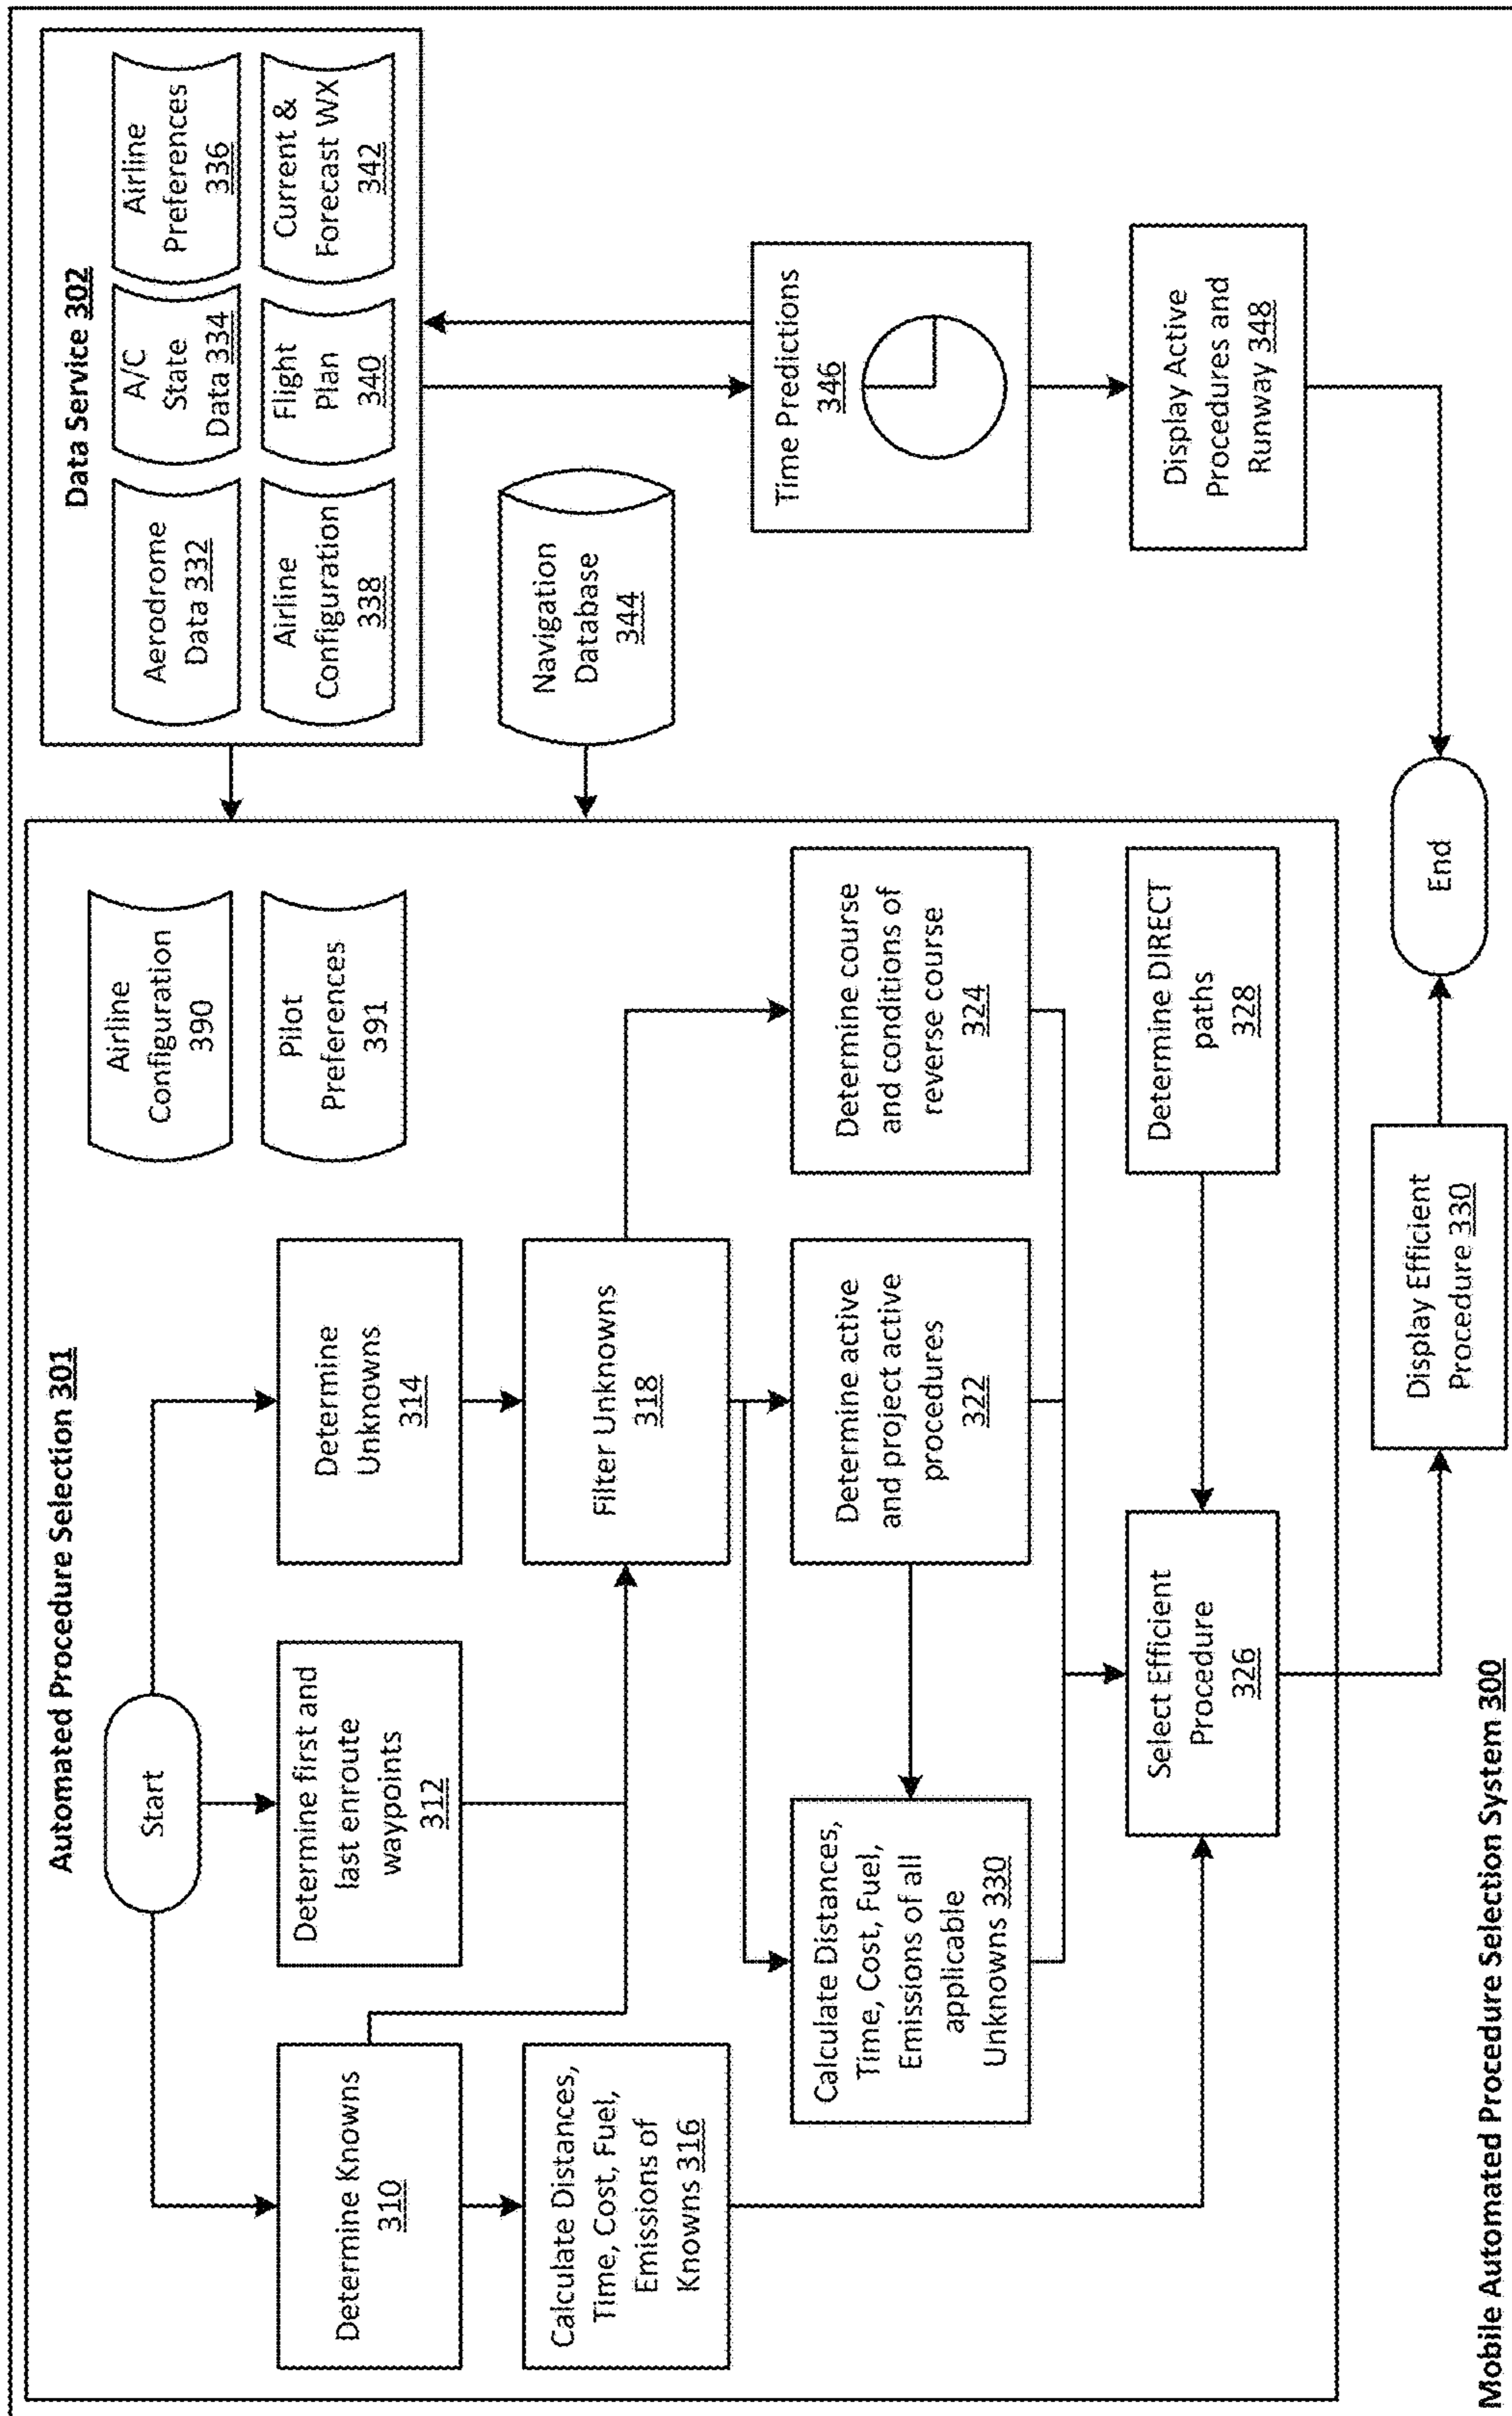 Automated Procedure Selection 301
Start
Determine Knowns
310
Determine first and
last enroute
waypoints
312
Determine
Unknowns
314
Airline
Configuration
390
Pilot
Preferences
391
Calculate Distances,
Time, Cost, Fuel,
Emissions of
Knowns 316
Filter Unknowns
318
Calculate Distances,
Time, Cost, Fuel,
Emissions of all
applicable
Unknowns 330
Determine active
and project active
procedures
322
Determine course
and conditions of
reverse course
324
Select Efficient
Procedure
326
Determine DIRECT
paths
328
Data Service 302
Aerodrome
Data 332
A/C
State
Data 334
Airline
Preferences
336
Airline
Configuration
338
Flight
Plan
340
Current &
Forecast WX
342
Navigation
Database
344
Time Predictions
346
Display Active
Procedures and
Runway 348
Display Efficient
Procedure 330
End
Mobile Automated Procedure Selection System 300